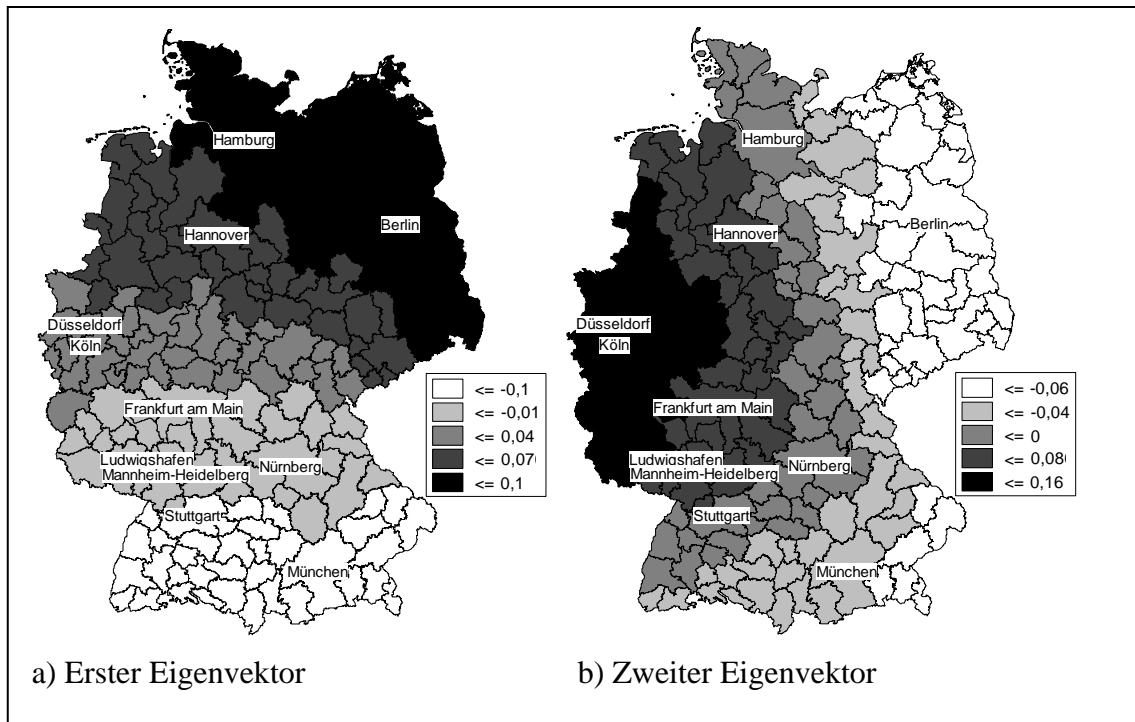 Hamburg
Berlin
Hannover
Düsseldorf
Köln
Frankfurt am Main
Ludwigshafen
Mannheim-Heidelberg
Nürnberg
Stuttgart
München
<= -0,1
<= -0,01
<= 0,04
<= 0,07
<= 0,1
a) Erster Eigenvektor
Hamburg
Berlin
Hannover
Düsseldorf
Köln
Frankfurt am Main
Ludwigshafen
Mannheim-Heidelberg
Nürnberg
Stuttgart
München
<= -0,06
<= -0,04
<= 0
<= 0,08
<= 0,16
b) Zweiter Eigenvektor